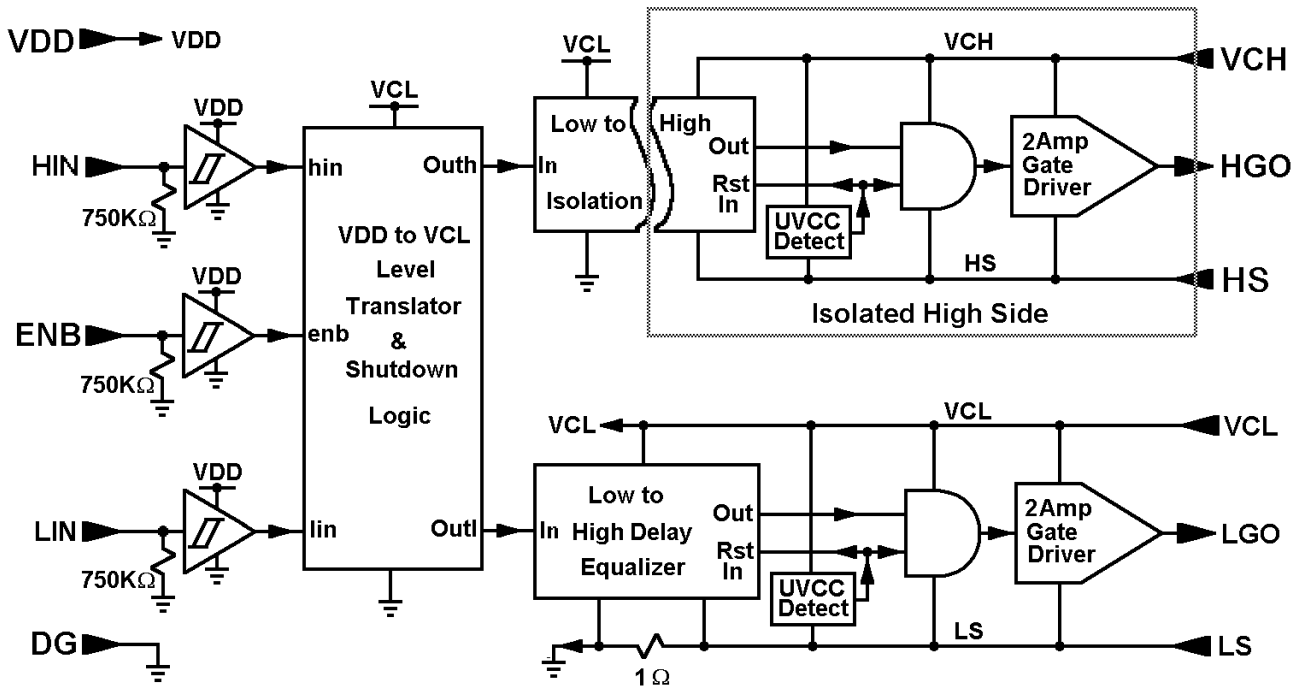 VDD
VDD
VDD
HIN
750KΩ
VDD
ENB
750KΩ
VDD
LIN
750KΩ
DG
VCL
hin
Outh
VDD to VCL
Level
Translator
&
Shutdown
Logic
enb
lin
Outl
VCL
Low to
In
Isolation
High
Out
Rst
In
VCH
UVCC
Detect
HS
2Amp
Gate
Driver
Isolated High Side
VCH
HGO
HS
VCL
VCL
Low to
High Delay
Equalizer
In
Out
Rst
In
UVCC
Detect
2Amp
Gate
Driver
LS
1Ω
VCL
LGO
LS